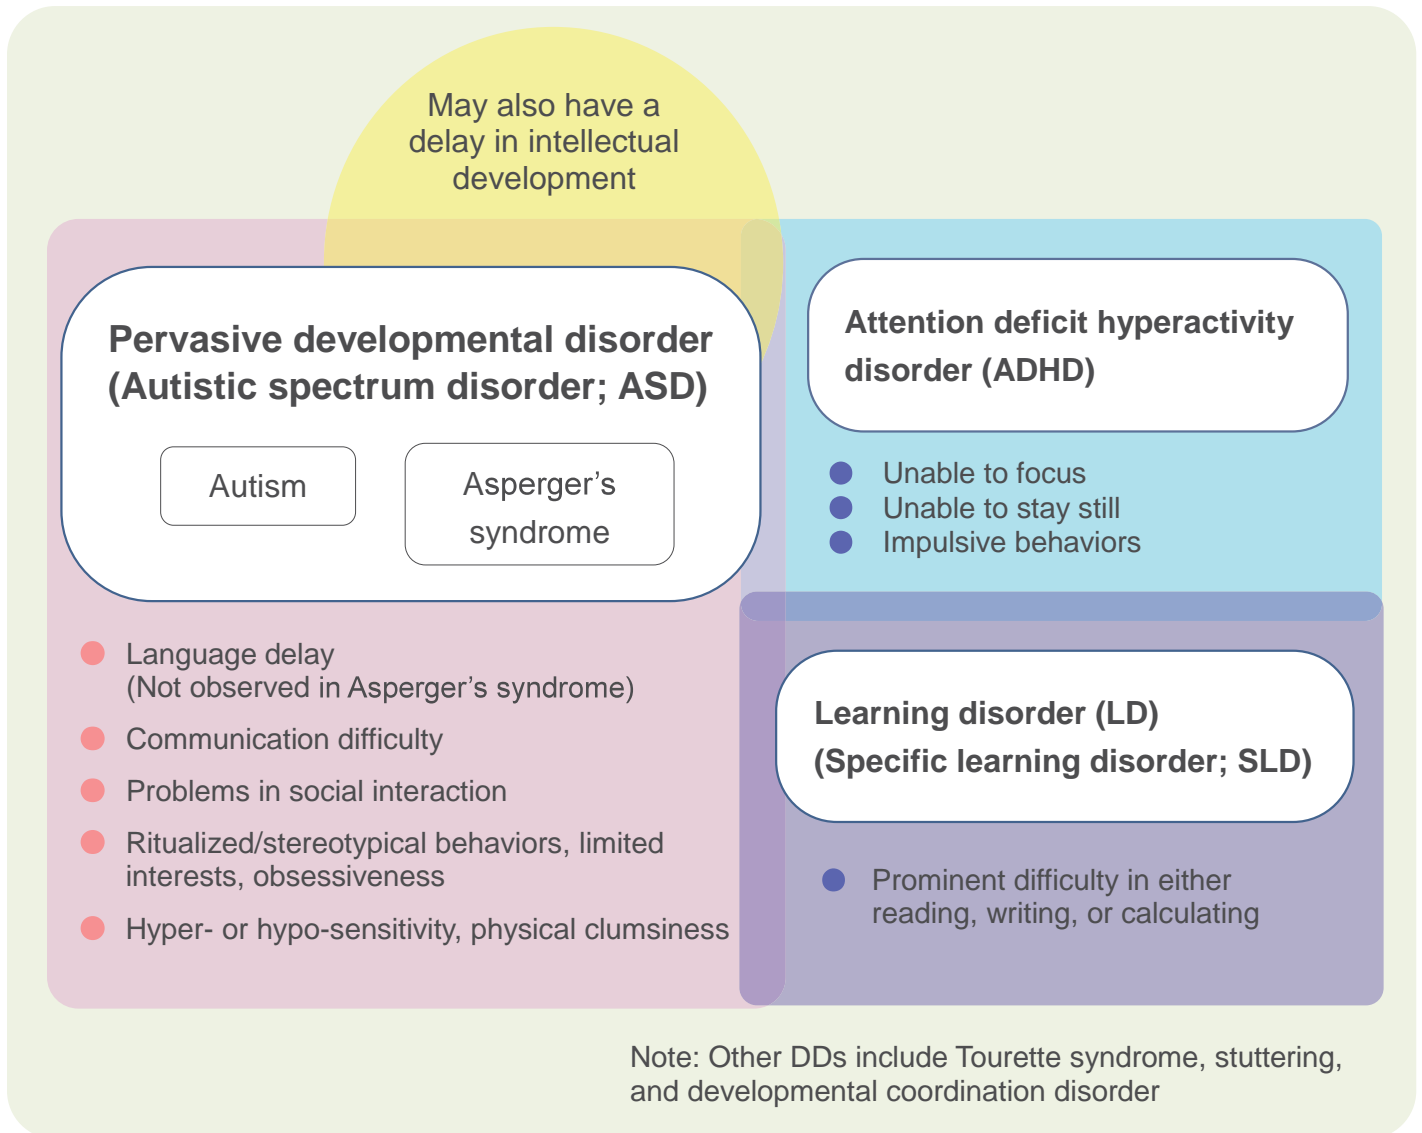 May also have a
delay in intellectual
development
Pervasive developmental disorder
(Autistic spectrum disorder; ASD)
Autism
Asperger’s
syndrome
Language delay
(Not observed in Asperger’s syndrome)
Communication difficulty
Problems in social interaction
Ritualized/stereotypical behaviors, limited
interests, obsessiveness
Hyper- or hypo-sensitivity, physical clumsiness
Attention deficit hyperactivity
disorder (ADHD)
Unable to focus
Unable to stay still
Impulsive behaviors
Learning disorder (LD)
(Specific learning disorder; SLD)
Prominent difficulty in either
reading, writing, or calculating
Note: Other DDs include Tourette syndrome, stuttering,
and developmental coordination disorder